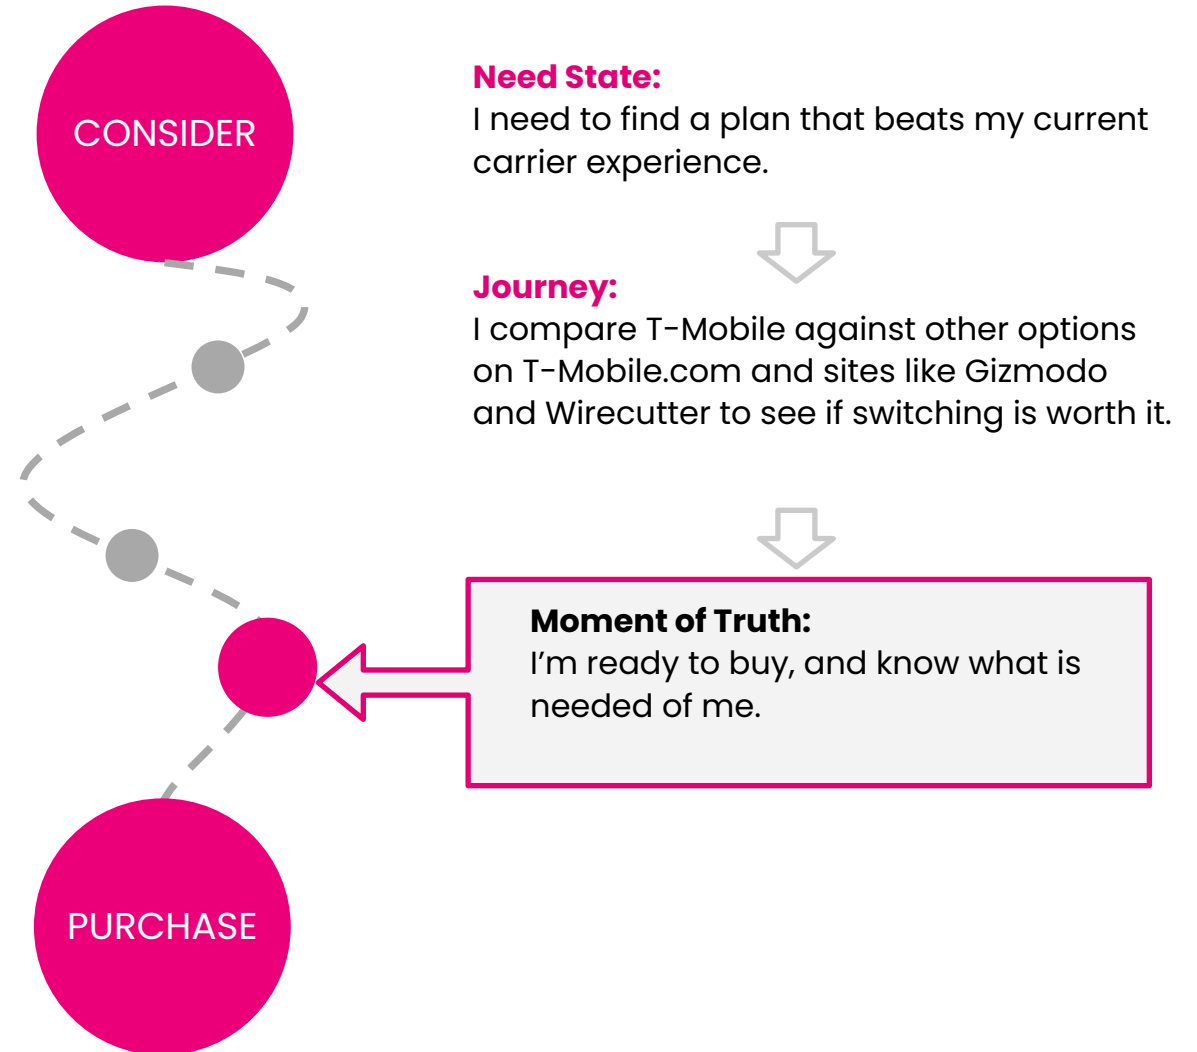 CONSIDER
Need State:
I need to find a plan that beats my current
carrier experience.
Journey:
I compare T-Mobile against other options
on T-Mobile.com and sites like Gizmodo
and Wirecutter to see if switching is worth it.
Moment of Truth:
I’m ready to buy, and know what is
needed of me.
PURCHASE